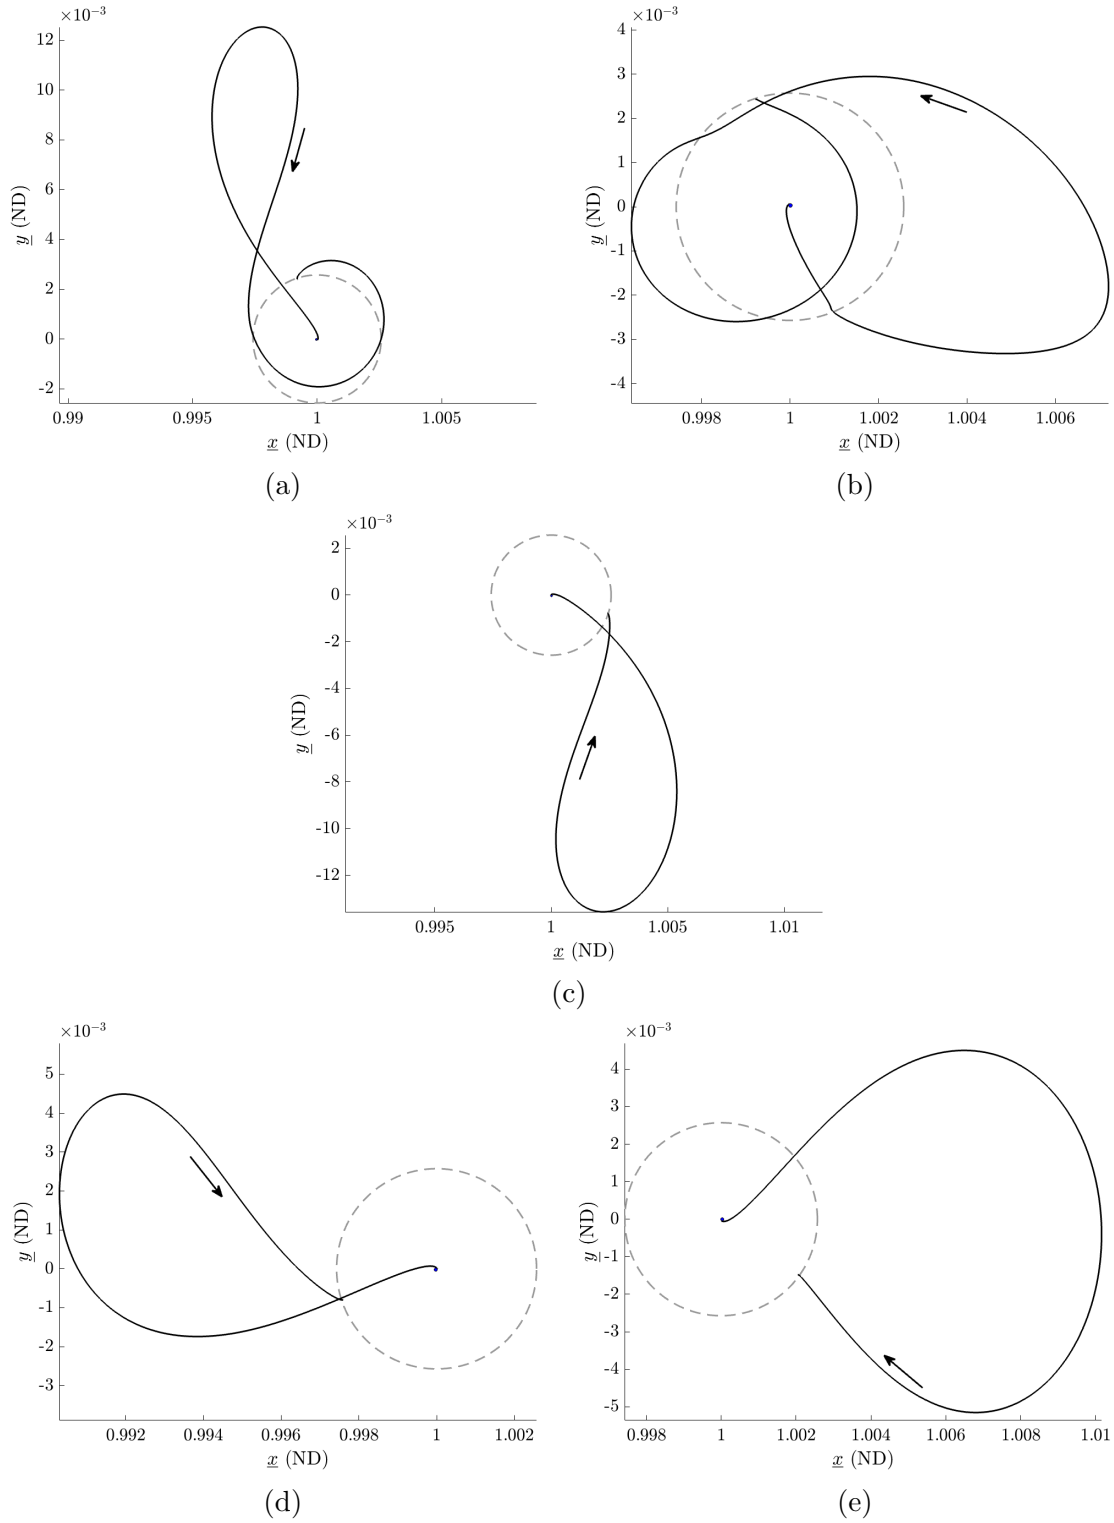 ×10⁻³
12
10
8
6
4
2
0
-2
y (ND)
0.99 0.995 1 1.005
x (ND)
(a)
×10⁻³
4
3
2
1
0
-1
-2
-3
-4
y (ND)
0.998 1 1.002 1.004 1.006
x (ND)
(b)
×10⁻³
2
0
-2
-4
-6
-8
-10
-12
y (ND)
0.995 1 1.005 1.01
x (ND)
(c)
×10⁻³
5
4
3
2
1
0
-1
-2
-3
y (ND)
0.992 0.994 0.996 0.998 1 1.002
x (ND)
(d)
×10⁻³
4
3
2
1
0
-1
-2
-3
-4
-5
y (ND)
0.998 1 1.002 1.004 1.006 1.008 1.01
x (ND)
(e)